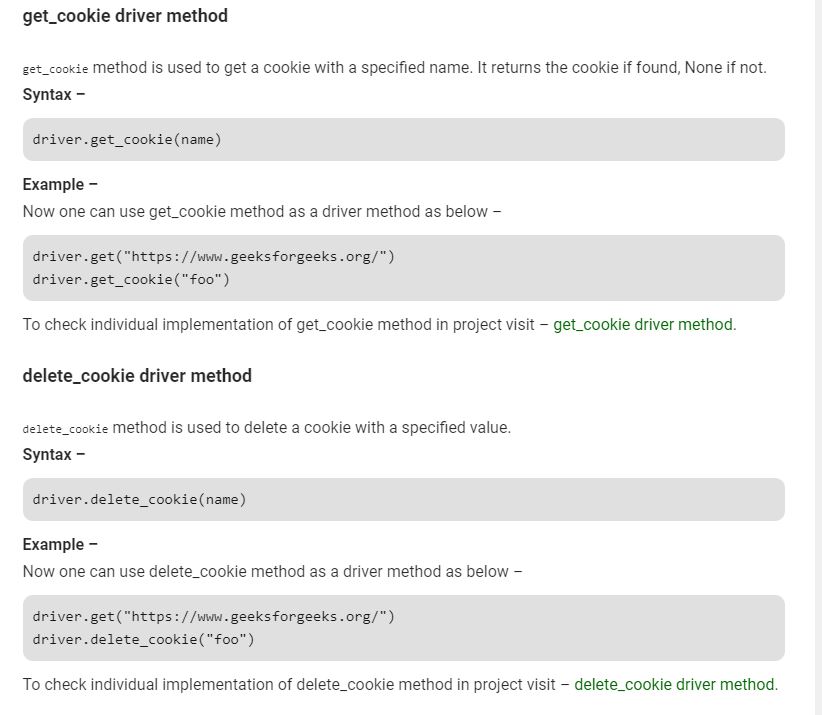 get_cookie driver method
get_cookie method is used to get a cookie with a specified name. It returns the cookie if found, None if not.
Syntax –
driver.get_cookie(name)
Example –
Now one can use get_cookie method as a driver method as below –
driver.get("https://www.geeksforgeeks.org/")
driver.get_cookie("foo")
To check individual implementation of get_cookie method in project visit – get_cookie driver method.
delete_cookie driver method
delete_cookie method is used to delete a cookie with a specified value.
Syntax –
driver.delete_cookie(name)
Example –
Now one can use delete_cookie method as a driver method as below –
driver.get("https://www.geeksforgeeks.org/")
driver.delete_cookie("foo")
To check individual implementation of delete_cookie method in project visit – delete_cookie driver method.